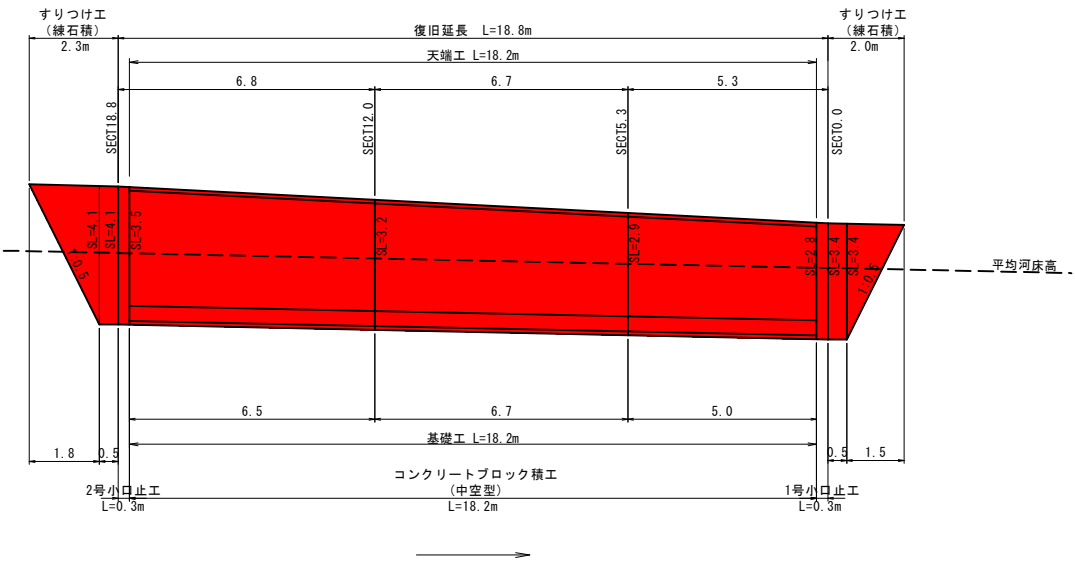 すりつけエ
(練石積)
2.3m
復旧延長 L=18.8m
すりつけエ
(練石積)
2.0m
天端工 L=18.2m
6.8
6.7
5.3
SECT18.8
SECT12.0
SECT5.3
SECT0.0
SL=4.1
SL=4.1
SL=3.5
SL=3.2
SL=2.9
SL=2.8
SL=3.4
SL=3.4
1:0.5
1:0.5
平均河床高
6.5
6.7
5.0
基礎工 L=18.2m
1.8
0.5
0.5
1.5
2号小口止工
L=0.3m
コンクリートブロック積工
(中空型)
L=18.2m
1号小口止工
L=0.3m